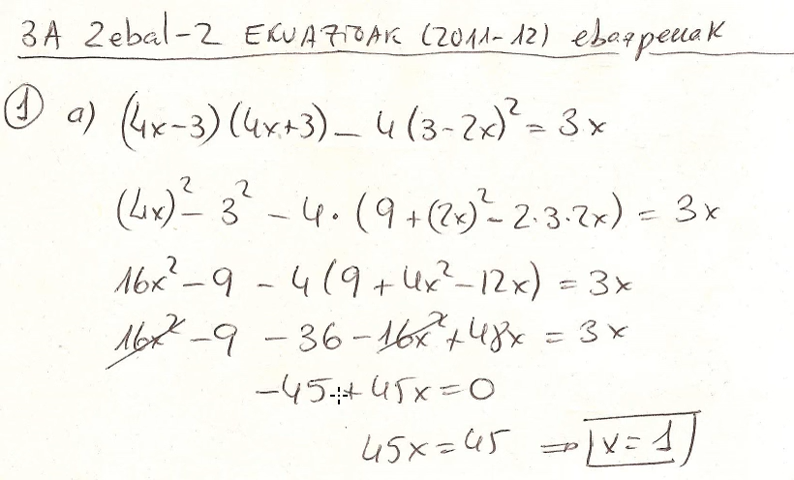 3A 2ebal-2 EKUAZIOAK (2011-12) ebazpenak
① a) (4x-3)(4x+3) - 4(3-2x)² = 3x
(4x)² - 3² - 4·(9+(2x)²-2·3·2x) = 3x
16x² - 9 - 4(9+4x²-12x) = 3x
16x² - 9 - 36 - 16x² + 48x = 3x
-45 + 45x = 0
45x = 45 ⇒ x = 1